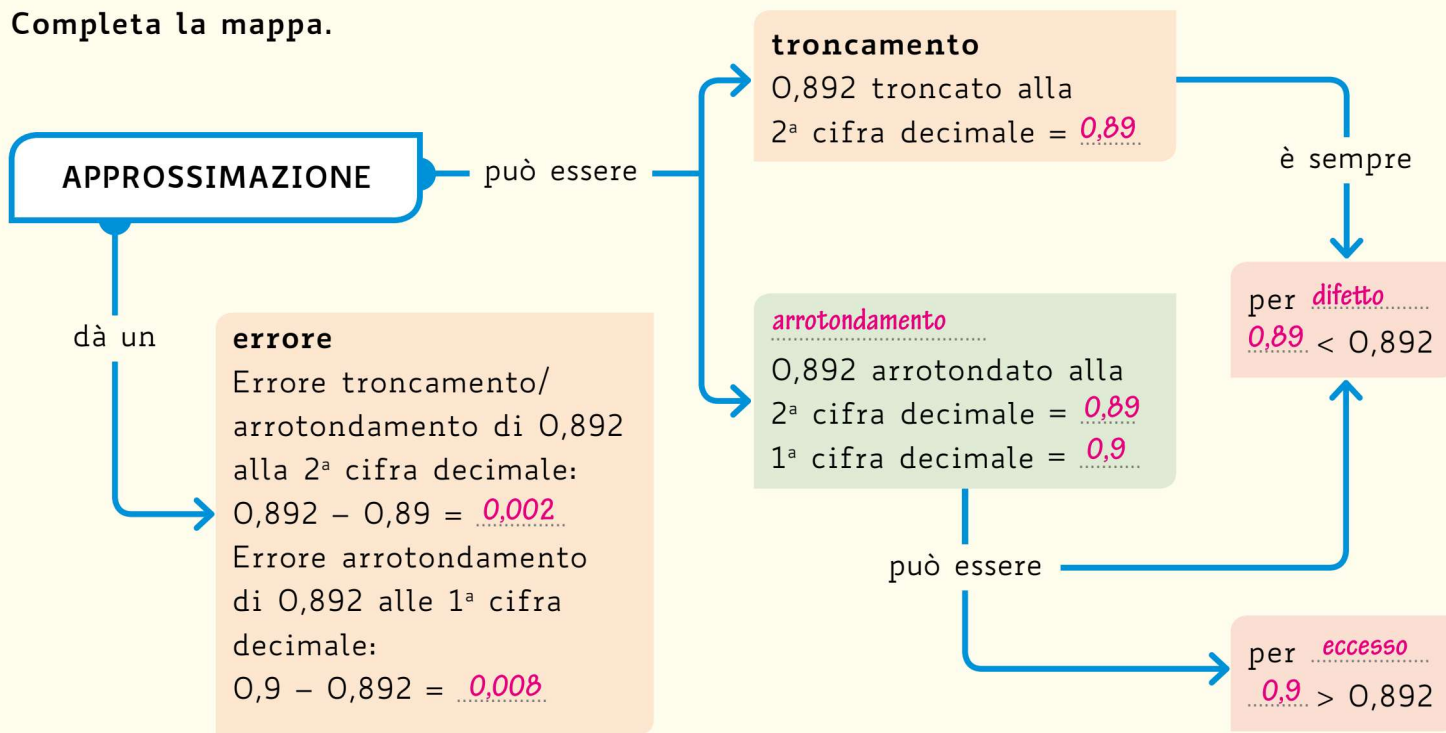 Completa la mappa.
APPROSSIMAZIONE
può essere
troncamento
0,892 troncato alla
2ª cifra decimale = 0,89
è sempre
arrotondamento
0,892 arrotondato alla
2ª cifra decimale = 0,89
1ª cifra decimale = 0,9
per difetto
0,89 < 0,892
può essere
per eccesso
0,9 > 0,892
dà un
errore
Errore troncamento/
arrotondamento di 0,892
alla 2ª cifra decimale:
0,892 – 0,89 = 0,002
Errore arrotondamento
di 0,892 alle 1ª cifra
decimale:
0,9 – 0,892 = 0,008